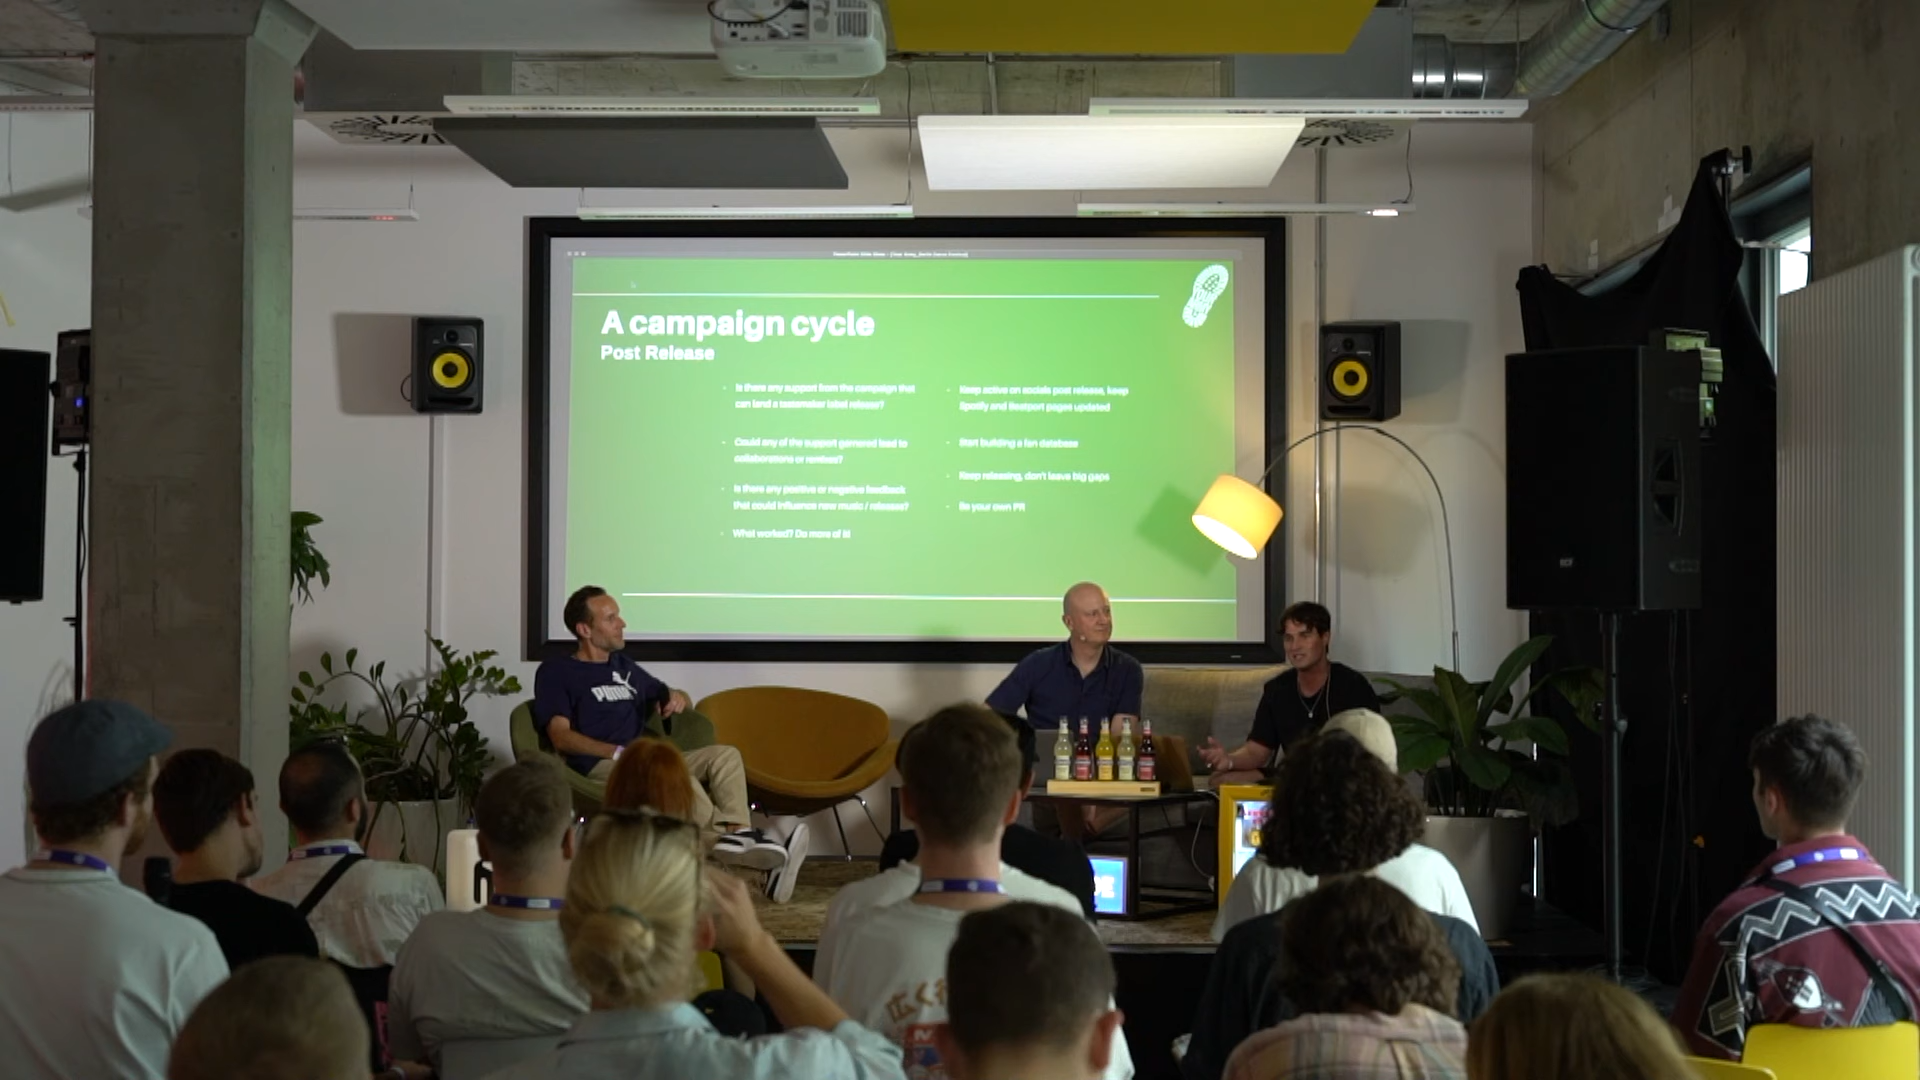 A campaign cycle
Post Release
Is there any support from the campaign that
can land a tastemaker label release?
Could any of the support garnered lead to
collaborations or remixes?
Is there any positive or negative feedback
that could influence new music / releases?
What worked? Do more of it!
Keep active on socials post release, keep
Spotify and Beatport pages updated
Start building a fan database
Keep releasing, don't leave big gaps
Be your own PR
PUMA